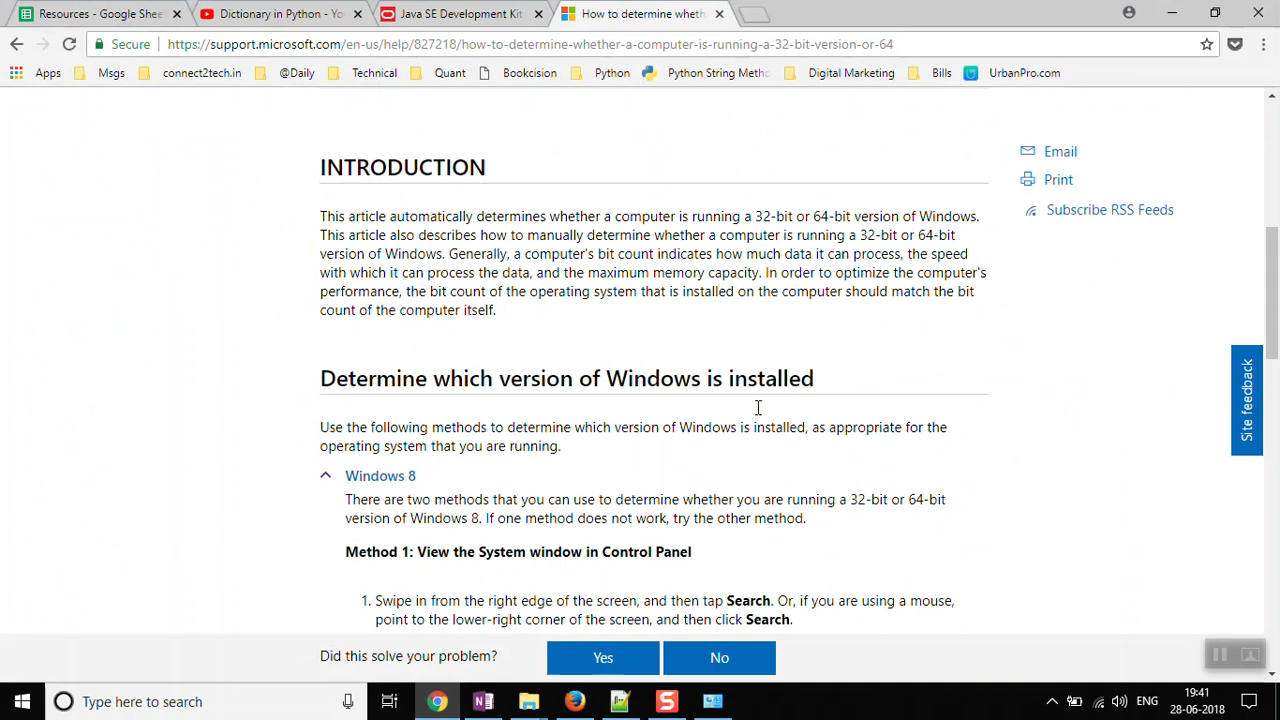 Resources - Google Shee
Dictionary in Python - Yo
Java SE Development Kit
How to determine wheth
Secure
https://support.microsoft.com/en-us/help/827218/how-to-determine-whether-a-computer-is-running-a-32-bit-version-or-64
Apps
Msgs
connect2tech.in
@Daily
Technical
Quant
Bookcision
Python
Python String Metho
Digital Marketing
Bills
UrbanPro.com
INTRODUCTION
This article automatically determines whether a computer is running a 32-bit or 64-bit version of Windows.
This article also describes how to manually determine whether a computer is running a 32-bit or 64-bit
version of Windows. Generally, a computer's bit count indicates how much data it can process, the speed
with which it can process the data, and the maximum memory capacity. In order to optimize the computer's
performance, the bit count of the operating system that is installed on the computer should match the bit
count of the computer itself.
Email
Print
Subscribe RSS Feeds
Determine which version of Windows is installed
Use the following methods to determine which version of Windows is installed, as appropriate for the
operating system that you are running.
Windows 8
There are two methods that you can use to determine whether you are running a 32-bit or 64-bit
version of Windows 8. If one method does not work, try the other method.
Method 1: View the System window in Control Panel
1. Swipe in from the right edge of the screen, and then tap Search. Or, if you are using a mouse,
point to the lower-right corner of the screen, and then click Search.
Site feedback
Did this solve your problem?
Yes
No
Type here to search
ENG
19:41
28-06-2018